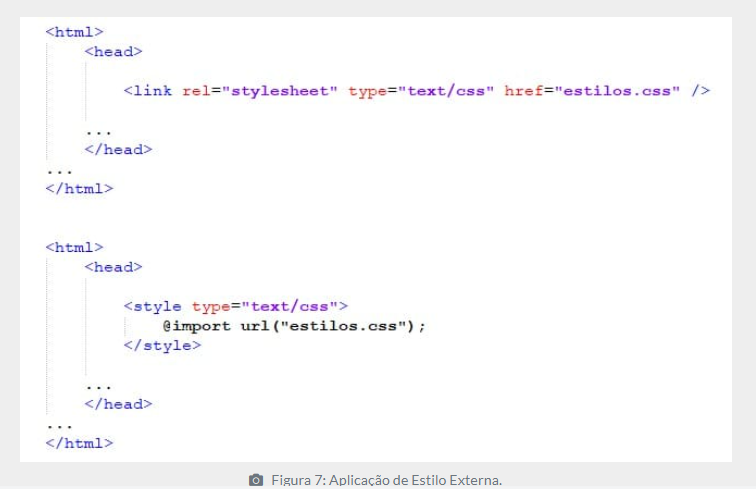 <html>
<head>
<link rel="stylesheet" type="text/css" href="estilos.css" />
...
</head>
...
</html>
<html>
<head>
<style type="text/css">
@import url("estilos.css");
</style>
...
</head>
...
</html>
Figura 7: Aplicação de Estilo Externa.